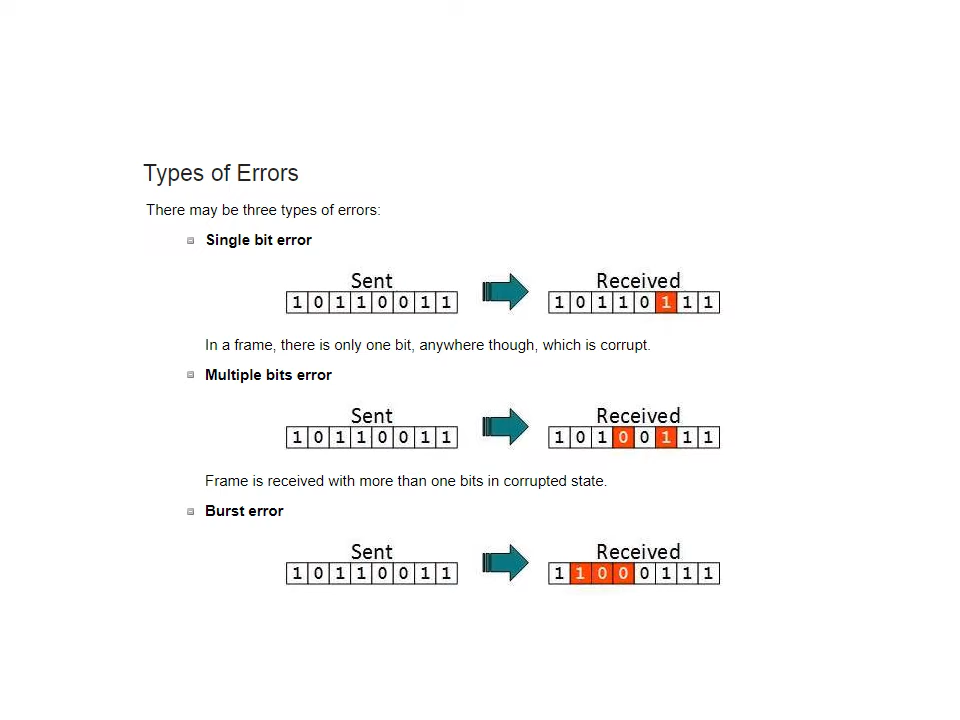 Types of Errors
There may be three types of errors:
Single bit error
Sent Received
1 0 1 1 0 0 1 1 1 0 1 1 0 1 1 1
In a frame, there is only one bit, anywhere though, which is corrupt.
Multiple bits error
Sent Received
1 0 1 1 0 0 1 1 1 0 1 0 0 1 1 1
Frame is received with more than one bits in corrupted state.
Burst error
Sent Received
1 0 1 1 0 0 1 1 1 1 0 0 0 1 1 1